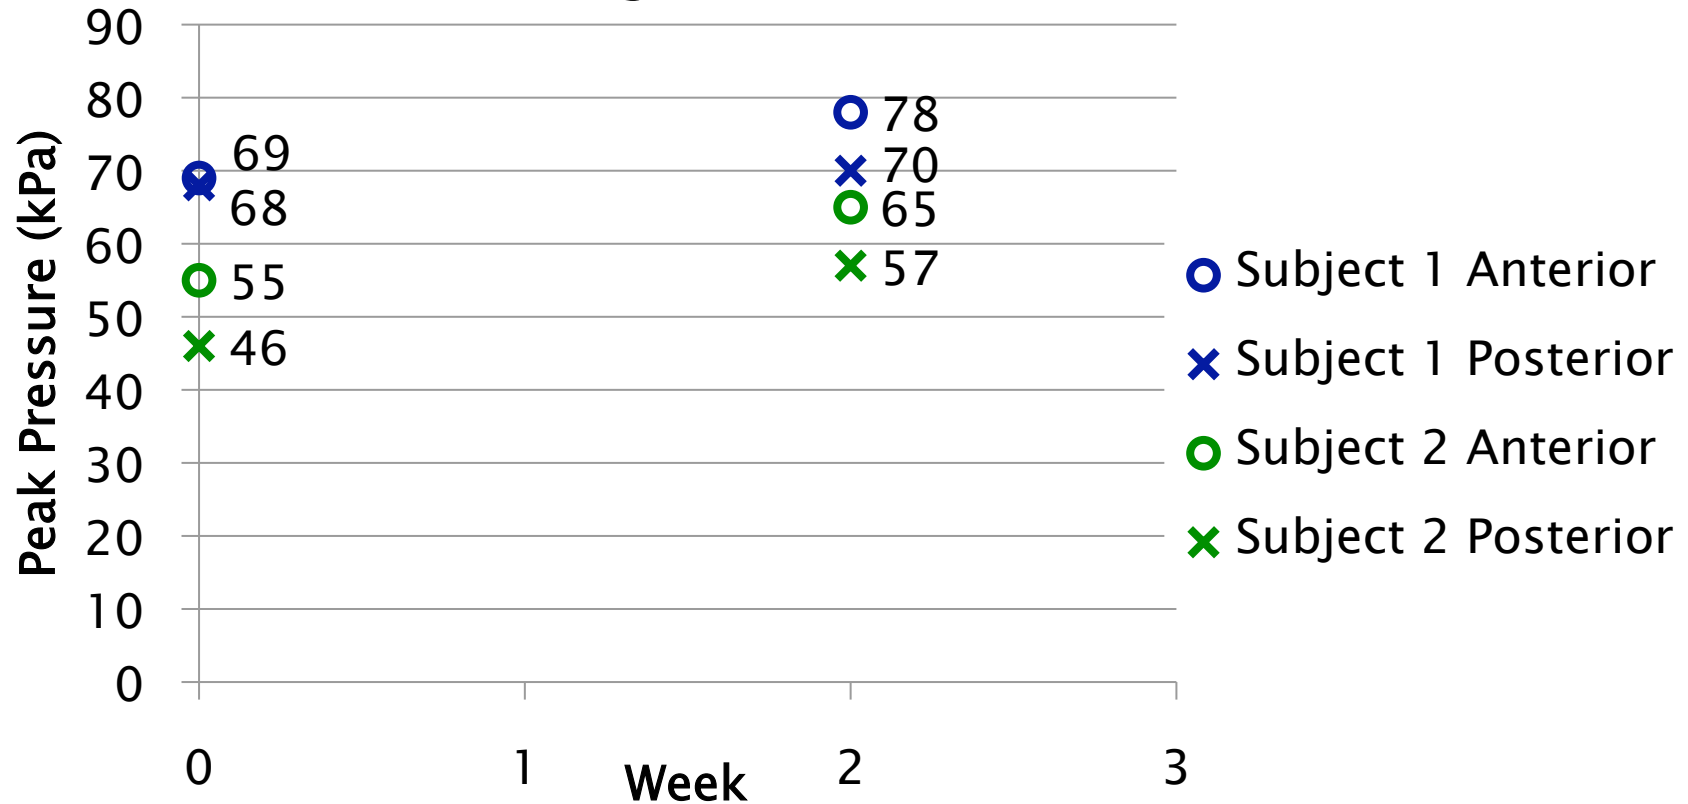 90
80
70
60
50
40
30
20
10
0
Peak Pressure (kPa)
69
68
55
46
78
70
65
57
0 1 2 3
Week
Subject 1 Anterior
Subject 1 Posterior
Subject 2 Anterior
Subject 2 Posterior